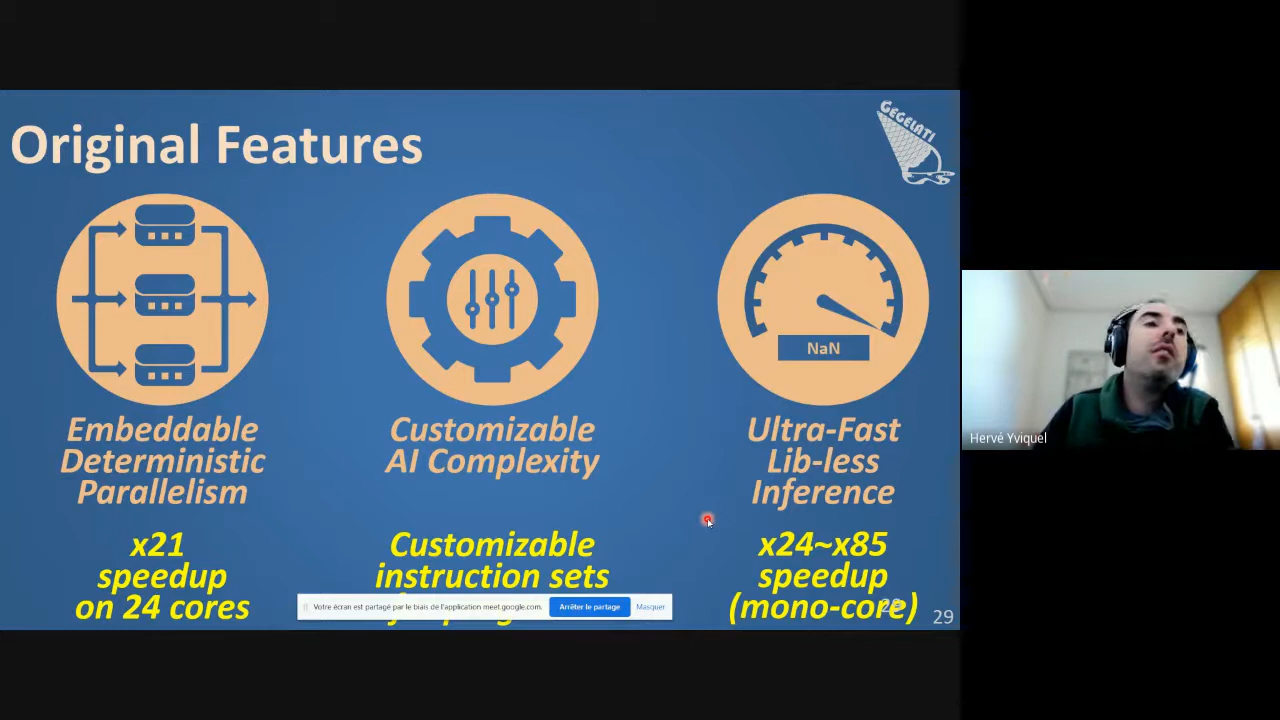 Original Features
GEGELATI
NaN
Embeddable
Deterministic
Parallelism
Customizable
AI Complexity
Ultra-Fast
Lib-less
Inference
x21
speedup
on 24 cores
Customizable
instruction sets
x24~x85
speedup
(mono-core)
Votre écran est partagé par le biais de l'application meet.google.com.
Arrêter le partage
Masquer
29
Hervé Yviquel